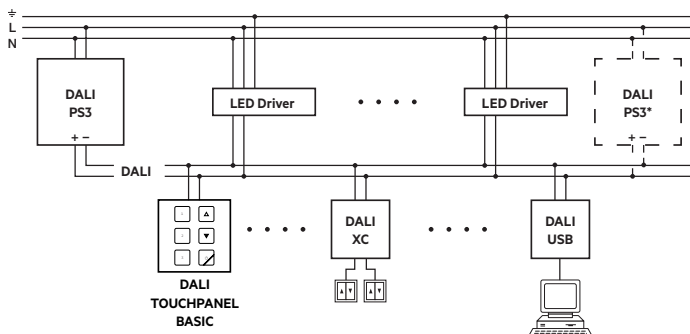 L
N
DALI
PS3
+ −
LED Driver
LED Driver
DALI
PS3*
+ −
DALI
DALI
XC
DALI
USB
DALI
TOUCHPANEL
BASIC